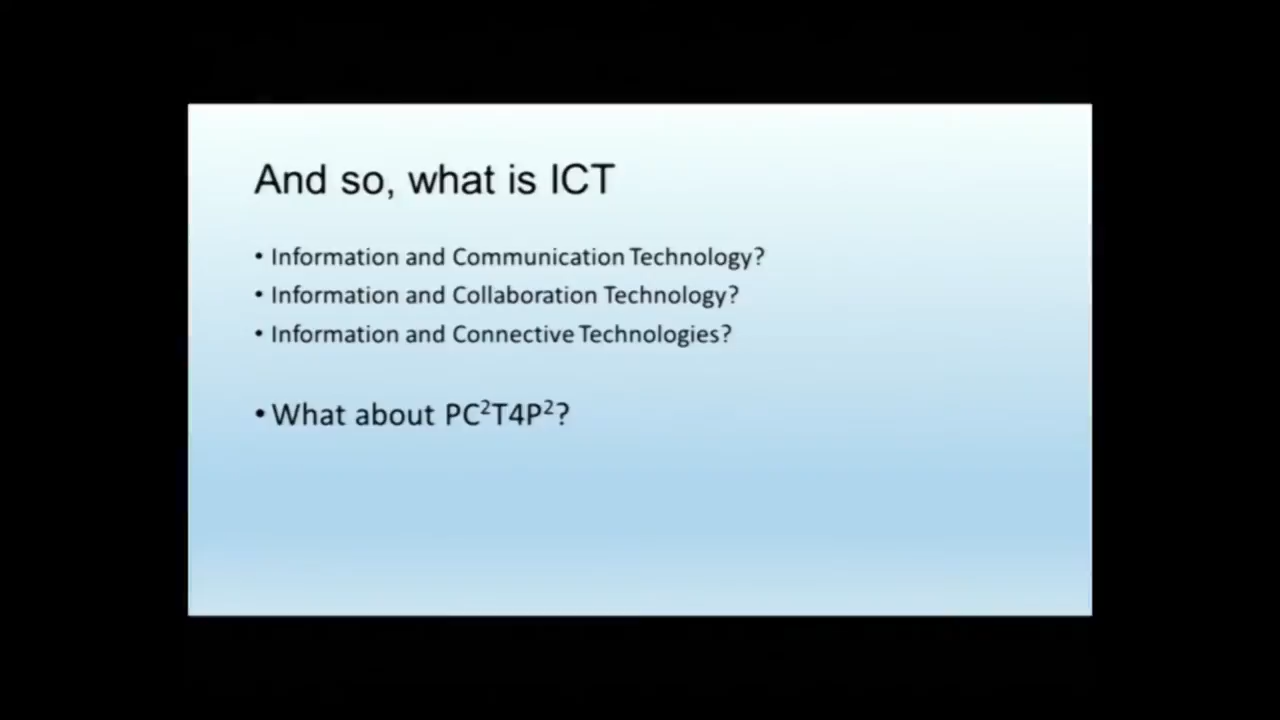 And so, what is ICT
• Information and Communication Technology?
• Information and Collaboration Technology?
• Information and Connective Technologies?
• What about PC²T4P²?